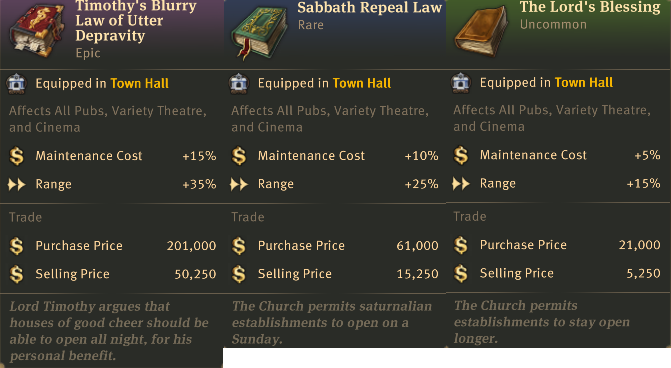 Timothy's Blurry
Law of Utter
Depravity
Epic
Equipped in Town Hall
Affects All Pubs, Variety Theatre,
and Cinema
Maintenance Cost +15%
Range +35%
Trade
Purchase Price 201,000
Selling Price 50,250
Lord Timothy argues that
houses of good cheer should be
able to open all night, for his
personal benefit.
Sabbath Repeal Law
Rare
Equipped in Town Hall
Affects All Pubs, Variety Theatre,
and Cinema
Maintenance Cost +10%
Range +25%
Trade
Purchase Price 61,000
Selling Price 15,250
The Church permits saturnalian
establishments to open on a
Sunday.
The Lord's Blessing
Uncommon
Equipped in Town Hall
Affects All Pubs, Variety Theatre,
and Cinema
Maintenance Cost +5%
Range +15%
Trade
Purchase Price 21,000
Selling Price 5,250
The Church permits
establishments to stay open
longer.